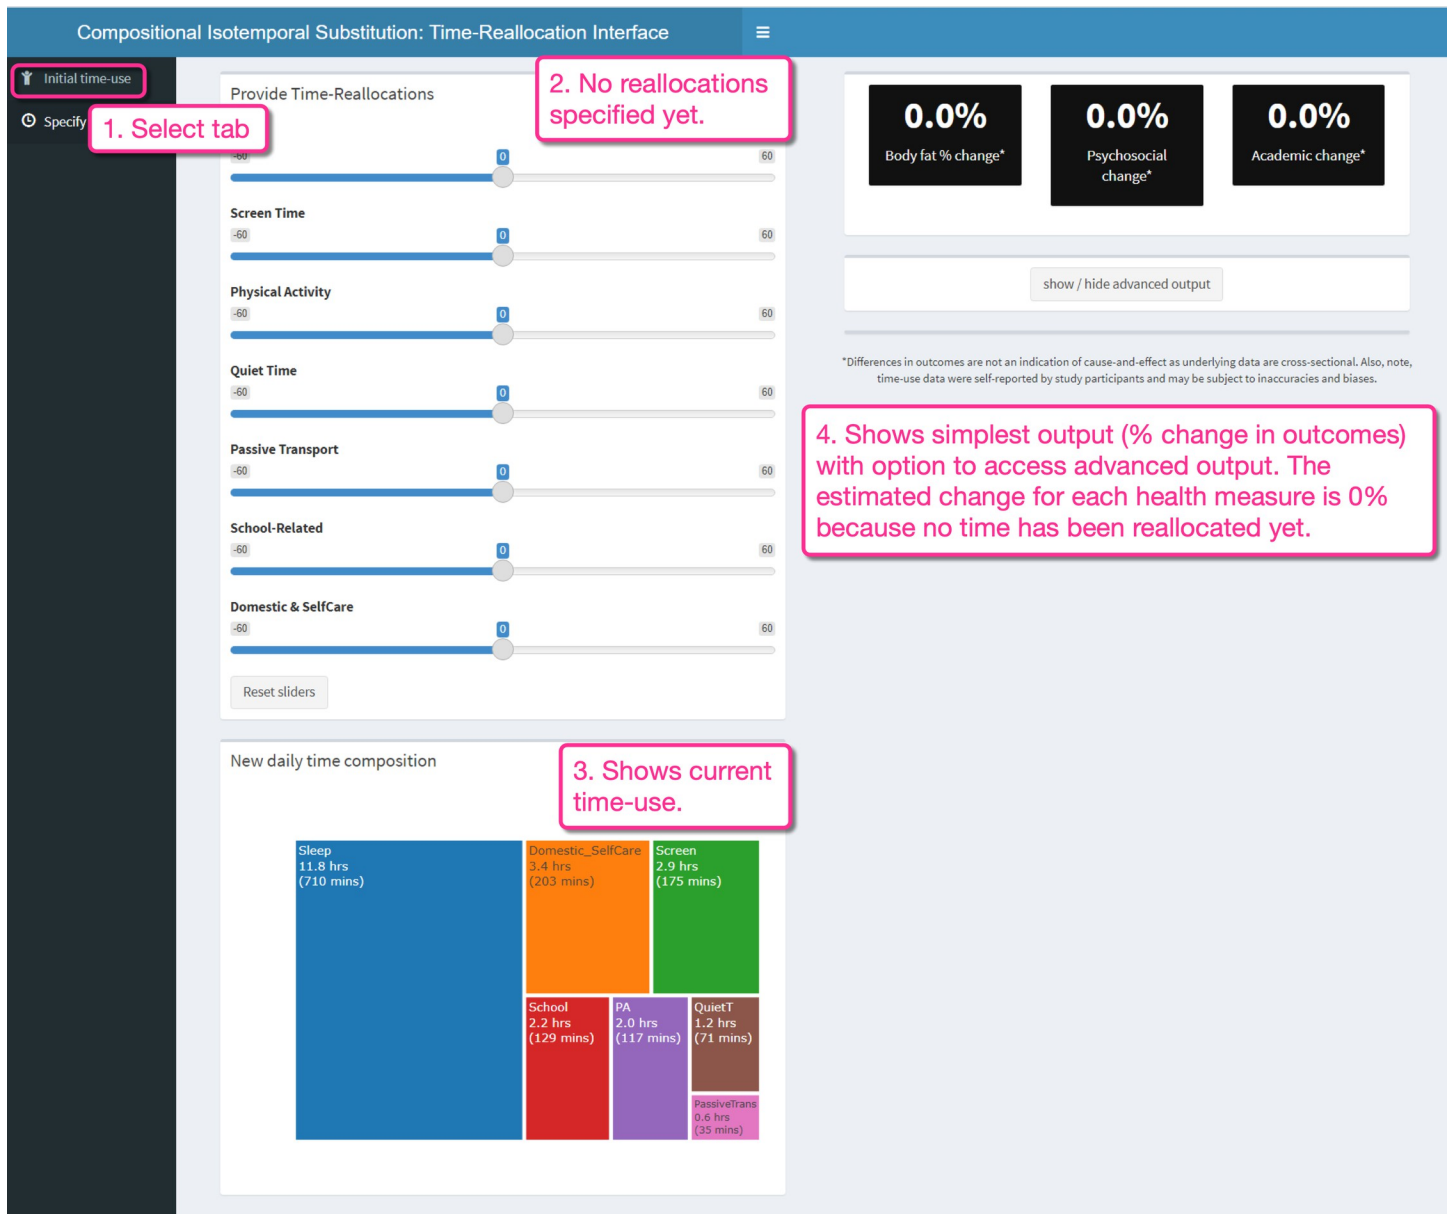 Compositional Isotemporal Substitution: Time-Reallocation Interface
Initial time-use
Specify
1. Select tab
Provide Time-Reallocations
2. No reallocations
specified yet.
-60
0
60
Screen Time
-60
0
60
Physical Activity
-60
0
60
Quiet Time
-60
0
60
Passive Transport
-60
0
60
School-Related
-60
0
60
Domestic & SelfCare
-60
0
60
Reset sliders
New daily time composition
3. Shows current
time-use.
Sleep
11.8 hrs
(710 mins)
Domestic_SelfCare
3.4 hrs
(203 mins)
Screen
2.9 hrs
(175 mins)
School
2.2 hrs
(129 mins)
PA
2.0 hrs
(117 mins)
QuietT
1.2 hrs
(71 mins)
PassiveTrans
0.6 hrs
(35 mins)
0.0%
Body fat % change*
0.0%
Psychosocial
change*
0.0%
Academic change*
show / hide advanced output
*Differences in outcomes are not an indication of cause-and-effect as underlying data are cross-sectional. Also, note,
time-use data were self-reported by study participants and may be subject to inaccuracies and biases.
4. Shows simplest output (% change in outcomes)
with option to access advanced output. The
estimated change for each health measure is 0%
because no time has been reallocated yet.